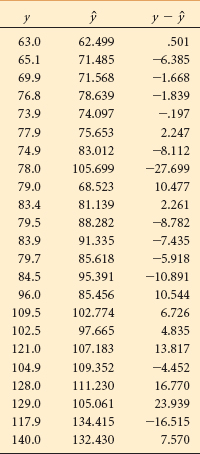 y ŷ y – ŷ
63.0 62.499 .501
65.1 71.485 –6.385
69.9 71.568 –1.668
76.8 78.639 –1.839
73.9 74.097 –.197
77.9 75.653 2.247
74.9 83.012 –8.112
78.0 105.699 –27.699
79.0 68.523 10.477
83.4 81.139 2.261
79.5 88.282 –8.782
83.9 91.335 –7.435
79.7 85.618 –5.918
84.5 95.391 –10.891
96.0 85.456 10.544
109.5 102.774 6.726
102.5 97.665 4.835
121.0 107.183 13.817
104.9 109.352 –4.452
128.0 111.230 16.770
129.0 105.061 23.939
117.9 134.415 –16.515
140.0 132.430 7.570